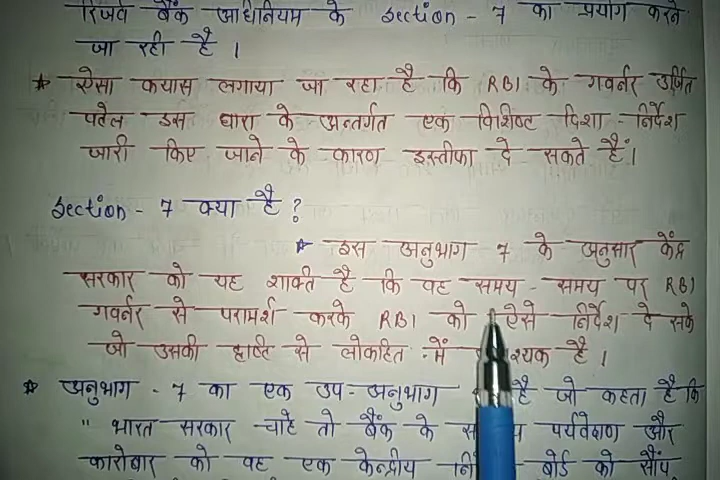 रिजर्व बैंक अधिनियम के Section - 7 का प्रयोग करने
जा रही है ।
* ऐसा कयास लगाया जा रहा है कि RBI के गवर्नर उर्जित
पटेल इस धारा के अन्तर्गत एक विशिष्ट दिशा-निर्देश
जारी किए जाने के कारण इस्तीफा दे सकते हैं।
Section - 7 क्या है ?
* इस अनुभाग 7 के अनुसार केंद्र
सरकार को यह शक्ति है कि वह समय - समय पर RBI
गवर्नर से परामर्श करके RBI को ऐसे निर्देश दे सके
जो उसकी दृष्टि से लोकहित में है ।
* अनुभाग - 7 का एक उप-अनुभाग है जो कहता है कि
" भारत सरकार चाहे तो बैंक के पर्यवेक्षण और
कारोबार को वह एक केन्द्रीय बोर्ड को सौंप